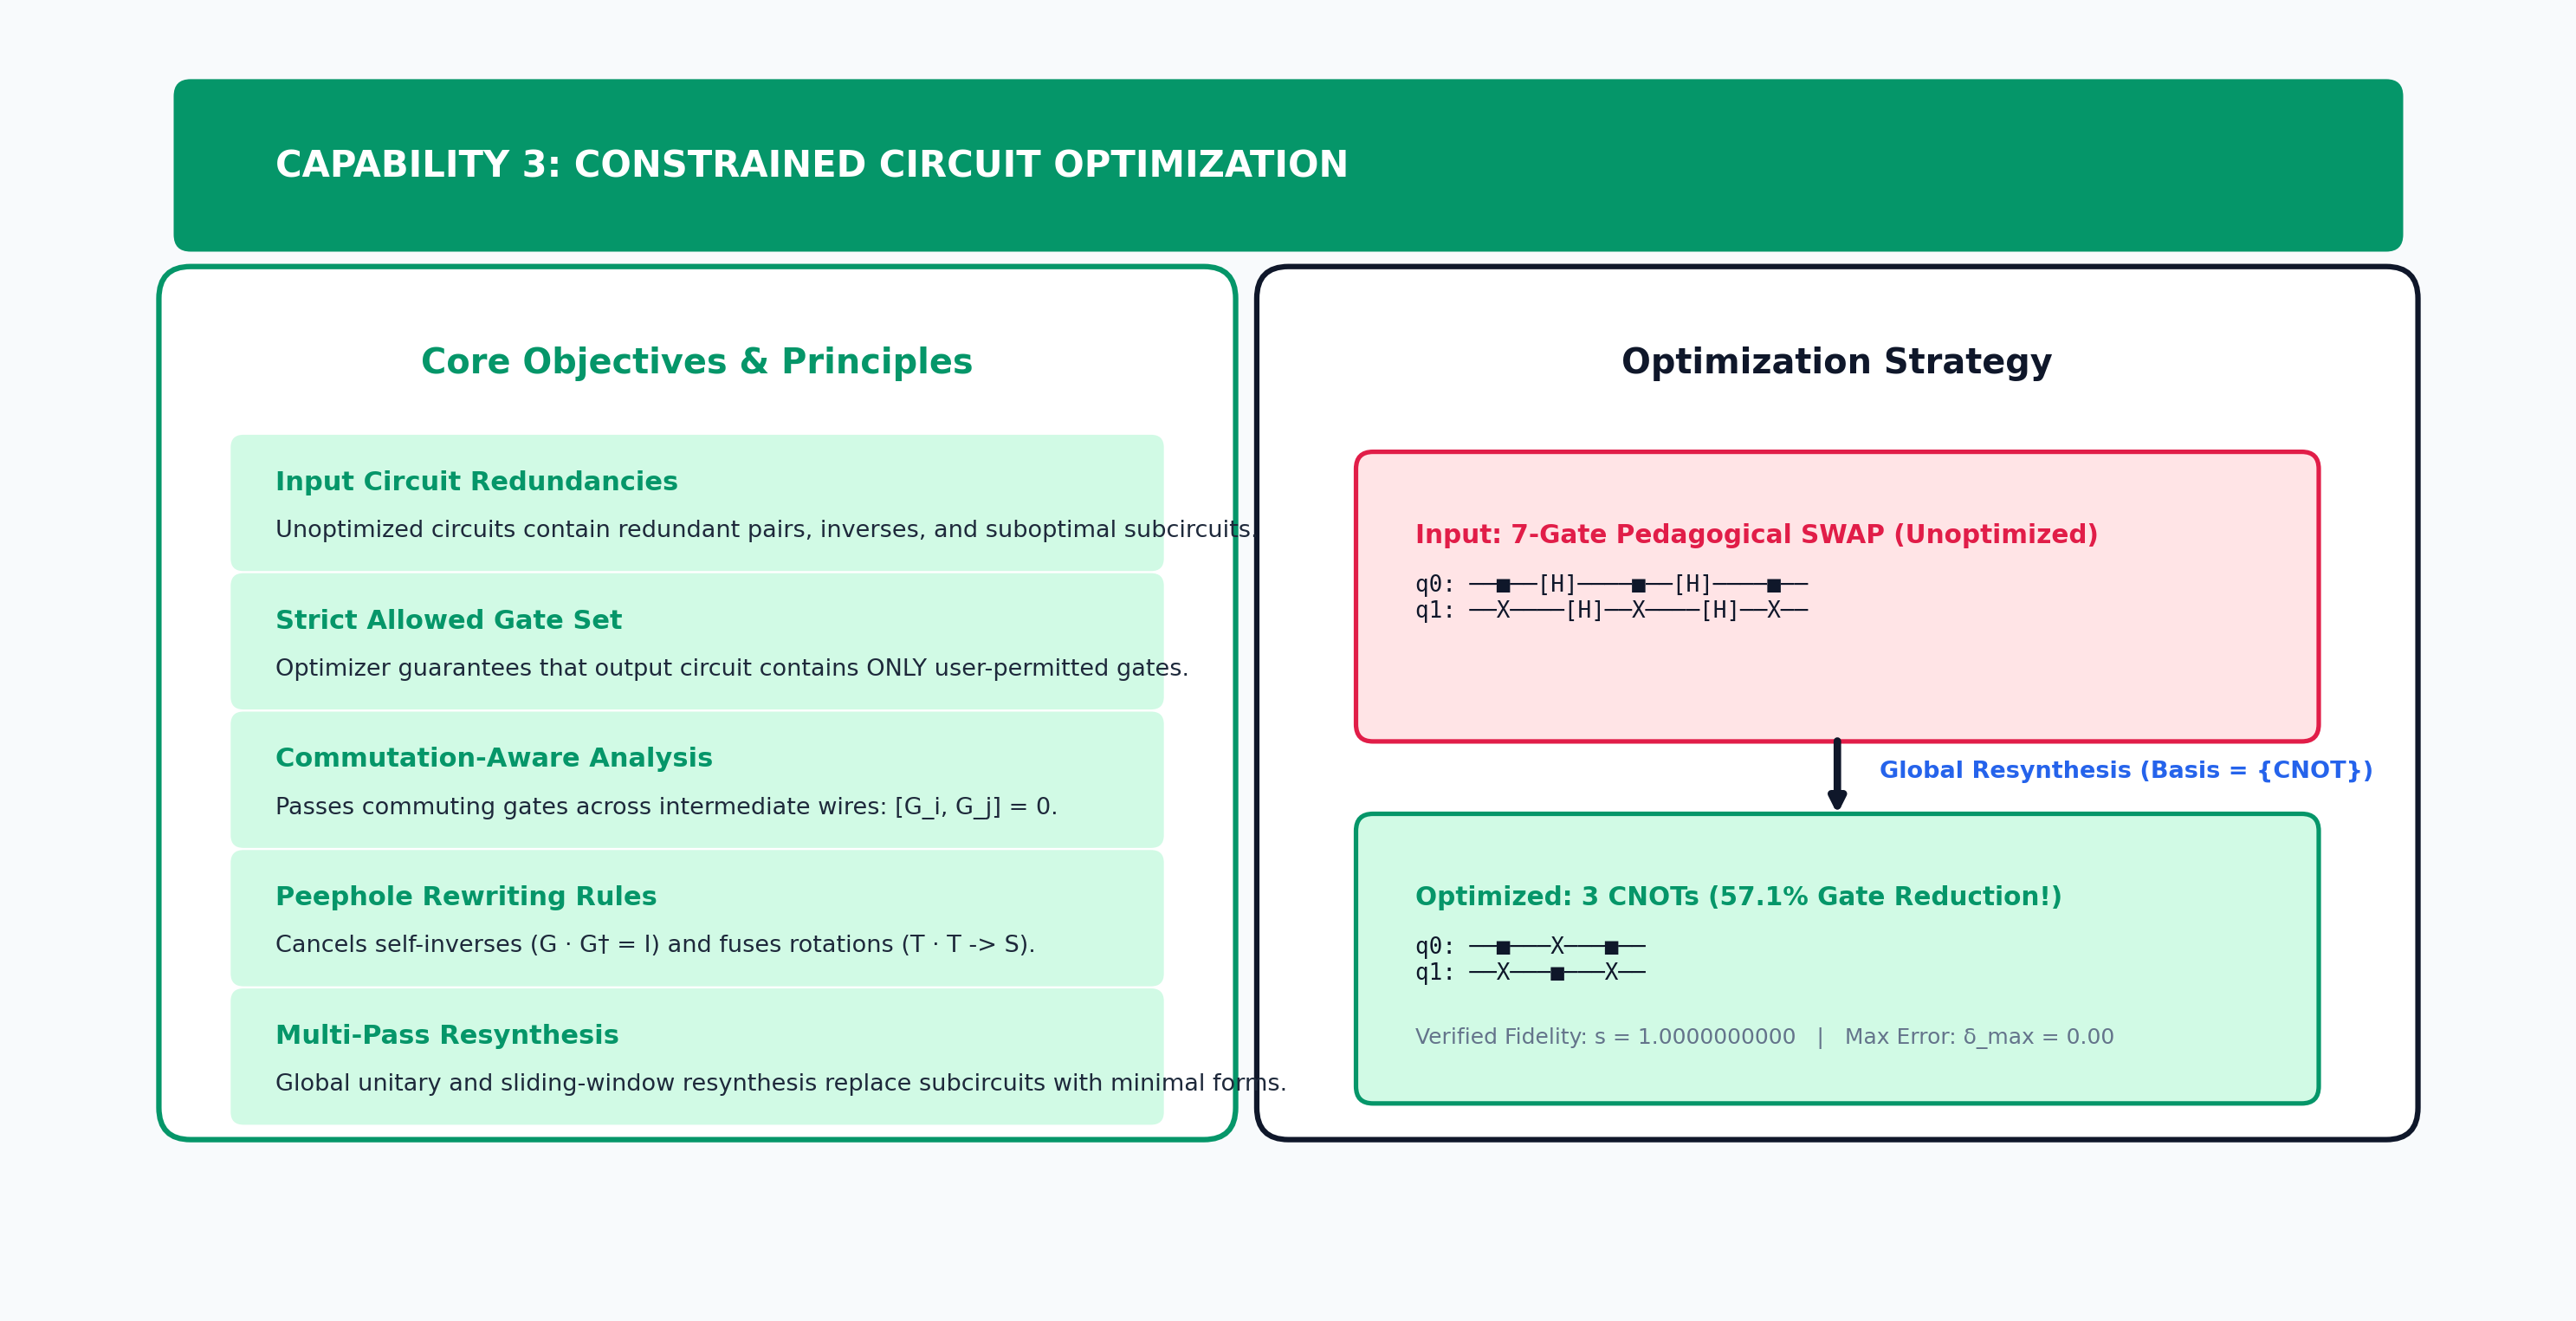 CAPABILITY 3: CONSTRAINED CIRCUIT OPTIMIZATION
Core Objectives & Principles
Input Circuit Redundancies
Unoptimized circuits contain redundant pairs, inverses, and suboptimal subcircuits.
Strict Allowed Gate Set
Optimizer guarantees that output circuit contains ONLY user-permitted gates.
Commutation-Aware Analysis
Passes commuting gates across intermediate wires: [G_i, G_j] = 0.
Peephole Rewriting Rules
Cancels self-inverses (G · G† = I) and fuses rotations (T · T -> S).
Multi-Pass Resynthesis
Global unitary and sliding-window resynthesis replace subcircuits with minimal forms.
Optimization Strategy
Input: 7-Gate Pedagogical SWAP (Unoptimized)
q0: ──■──[H]────■──[H]────■──
q1: ──X────[H]──X────[H]──X──
Global Resynthesis (Basis = {CNOT})
Optimized: 3 CNOTs (57.1% Gate Reduction!)
q0: ──■───X───■──
q1: ──X───■───X──
Verified Fidelity: s = 1.0000000000 | Max Error: δ_max = 0.00